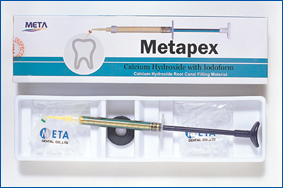 META
Metapex
Calcium Hydroxide with Iodoform
Calcium Hydroxide Root Canal Filling Material
META
DENTAL CO.,LTD
META
DENTAL CO.,LTD